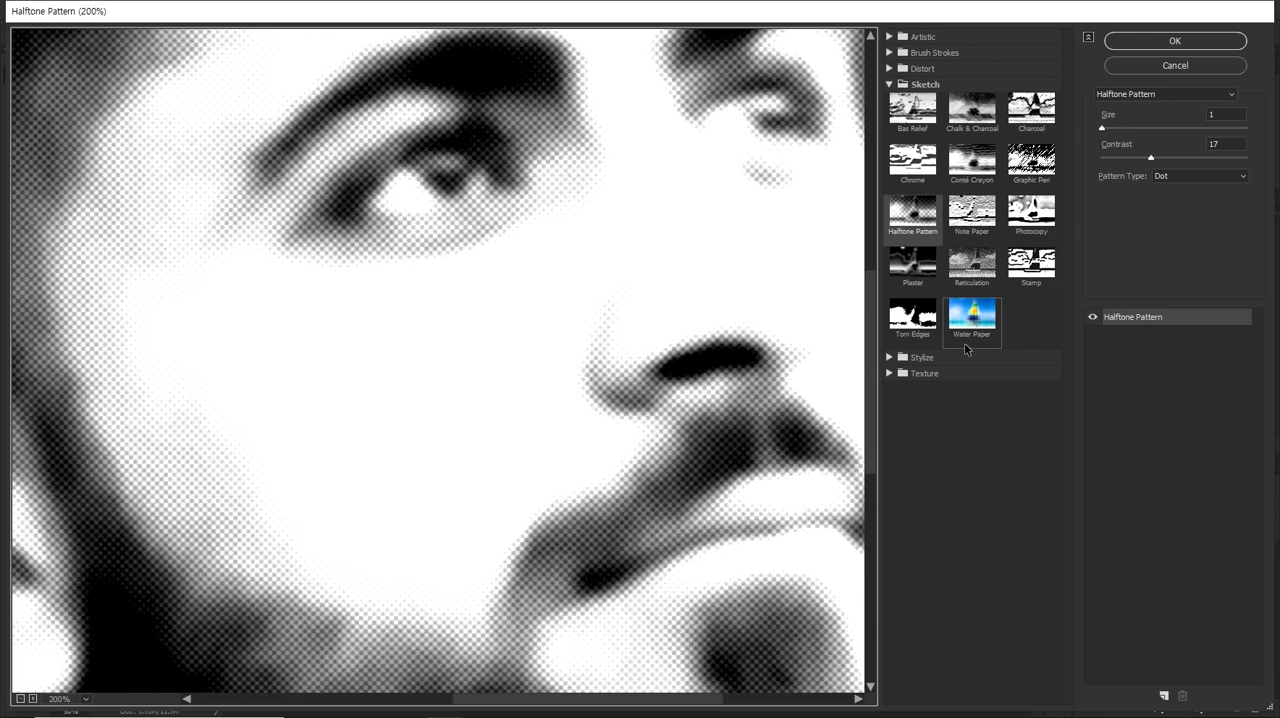 Halftone Pattern (200%)
Artistic
Brush Strokes
Distort
Sketch
Bas Relief
Chalk & Charcoal
Charcoal
Chrome
Conté Crayon
Graphic Pen
Halftone Pattern
Note Paper
Photocopy
Plaster
Reticulation
Stamp
Torn Edges
Water Paper
Stylize
Texture
OK
Cancel
Halftone Pattern
Size
1
Contrast
17
Pattern Type:
Dot
Halftone Pattern
200%